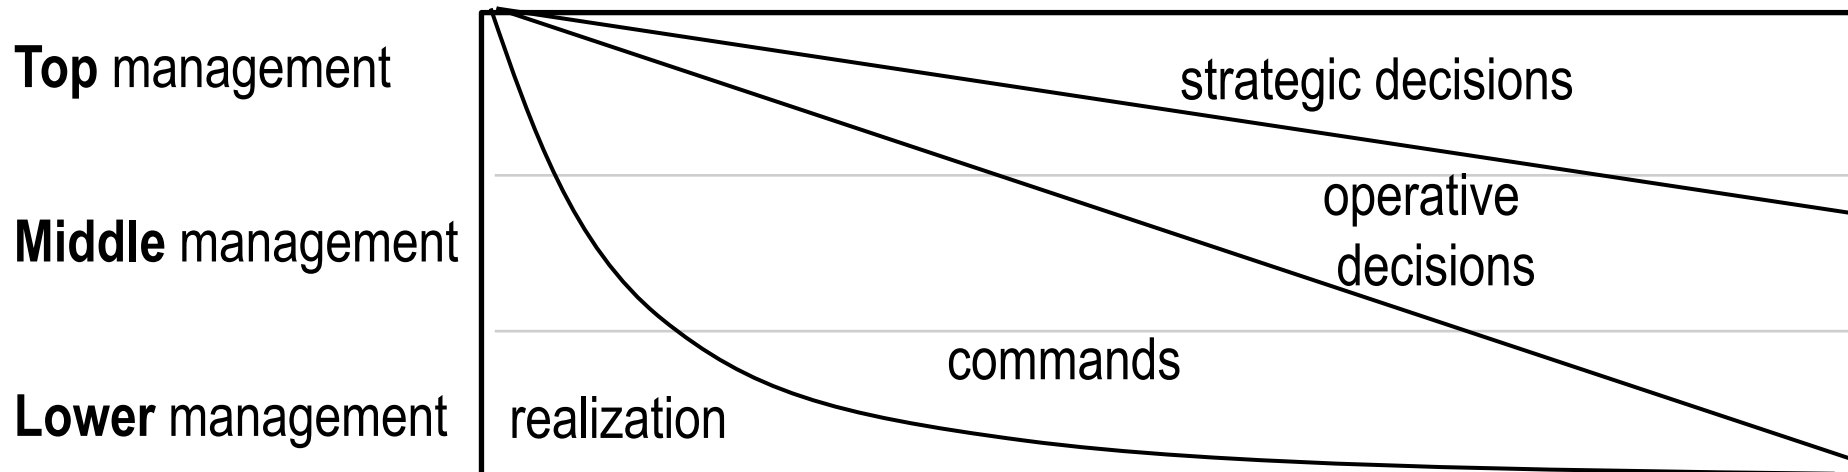 Top management
strategic decisions
operative
Middle management
decisions
commands
Lower management
realization